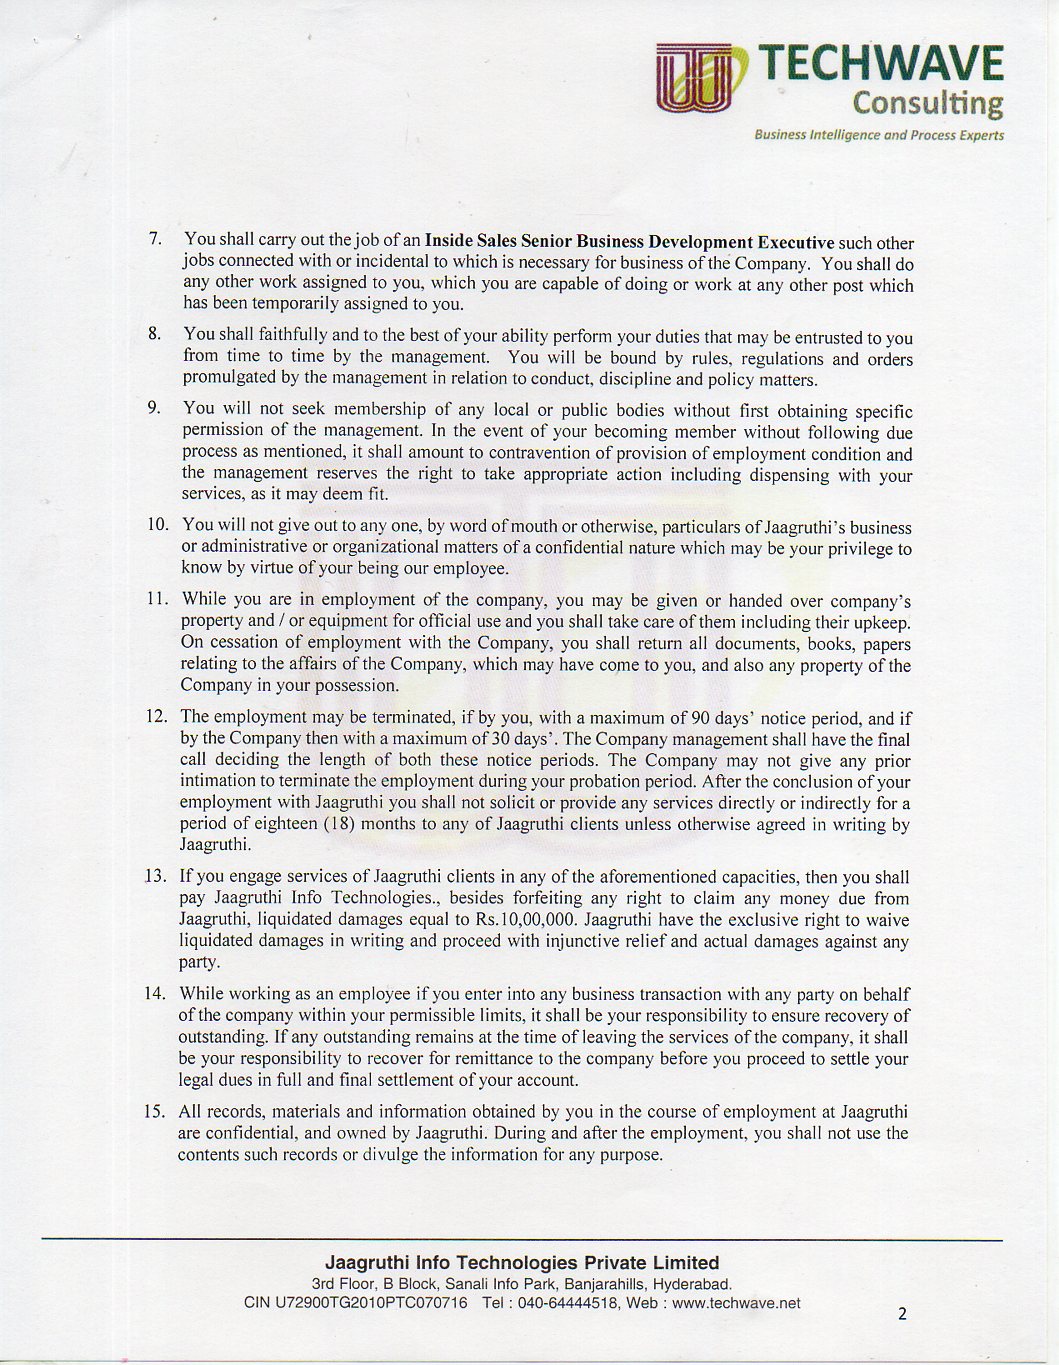 TECHWAVE
Consulting
Business Intelligence and Process Experts
7. You shall carry out the job of an Inside Sales Senior Business Development Executive such other
jobs connected with or incidental to which is necessary for business of the Company. You shall do
any other work assigned to you, which you are capable of doing or work at any other post which
has been temporarily assigned to you.
8. You shall faithfully and to the best of your ability perform your duties that may be entrusted to you
from time to time by the management. You will be bound by rules, regulations and orders
promulgated by the management in relation to conduct, discipline and policy matters.
9. You will not seek membership of any local or public bodies without first obtaining specific
permission of the management. In the event of your becoming member without following due
process as mentioned, it shall amount to contravention of provision of employment condition and
the management reserves the right to take appropriate action including dispensing with your
services, as it may deem fit.
10. You will not give out to any one, by word of mouth or otherwise, particulars of Jaagruthi's business
or administrative or organizational matters of a confidential nature which may be your privilege to
know by virtue of your being our employee.
11. While you are in employment of the company, you may be given or handed over company's
property and / or equipment for official use and you shall take care of them including their upkeep.
On cessation of employment with the Company, you shall return all documents, books, papers
relating to the affairs of the Company, which may have come to you, and also any property of the
Company in your possession.
12. The employment may be terminated, if by you, with a maximum of 90 days' notice period, and if
by the Company then with a maximum of 30 days'. The Company management shall have the final
call deciding the length of both these notice periods. The Company may not give any prior
intimation to terminate the employment during your probation period. After the conclusion of your
employment with Jaagruthi you shall not solicit or provide any services directly or indirectly for a
period of eighteen (18) months to any of Jaagruthi clients unless otherwise agreed in writing by
Jaagruthi.
13. If you engage services of Jaagruthi clients in any of the aforementioned capacities, then you shall
pay Jaagruthi Info Technologies., besides forfeiting any right to claim any money due from
Jaagruthi, liquidated damages equal to Rs.10,00,000. Jaagruthi have the exclusive right to waive
liquidated damages in writing and proceed with injunctive relief and actual damages against any
party.
14. While working as an employee if you enter into any business transaction with any party on behalf
of the company within your permissible limits, it shall be your responsibility to ensure recovery of
outstanding. If any outstanding remains at the time of leaving the services of the company, it shall
be your responsibility to recover for remittance to the company before you proceed to settle your
legal dues in full and final settlement of your account.
15. All records, materials and information obtained by you in the course of employment at Jaagruthi
are confidential, and owned by Jaagruthi. During and after the employment, you shall not use the
contents such records or divulge the information for any purpose.
Jaagruthi Info Technologies Private Limited
3rd Floor, B Block, Sanali Info Park, Banjarahills, Hyderabad.
CIN U72900TG2010PTC070716 Tel : 040-64444518, Web : www.techwave.net
2